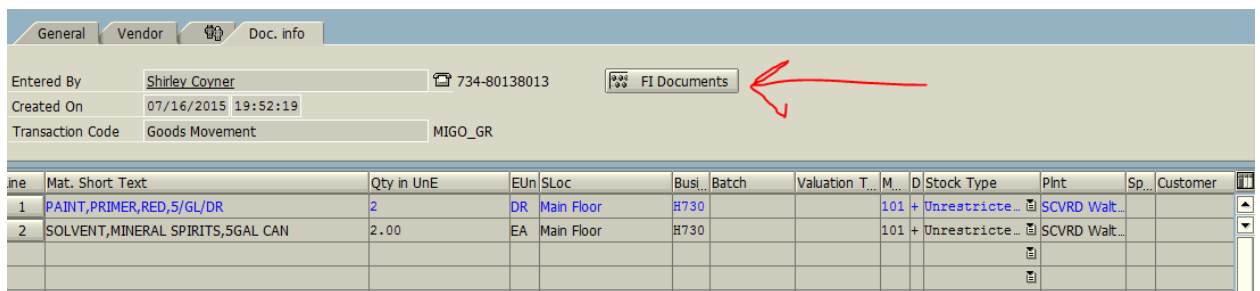 General Vendor Doc. info
Entered By Shirley Coyner 734-80138013 FI Documents
Created On 07/16/2015 19:52:19
Transaction Code Goods Movement MIGO_GR
ine Mat. Short Text Qty in UnE EUn SLoc Busi... Batch Valuation T... M... D Stock Type Plnt Sp... Customer
1 PAINT,PRIMER,RED,5/GL/DR 2 DR Main Floor H730 101 + Unrestricte... SCVRD Walt...
2 SOLVENT,MINERAL SPIRITS,5GAL CAN 2.00 EA Main Floor H730 101 + Unrestricte... SCVRD Walt...